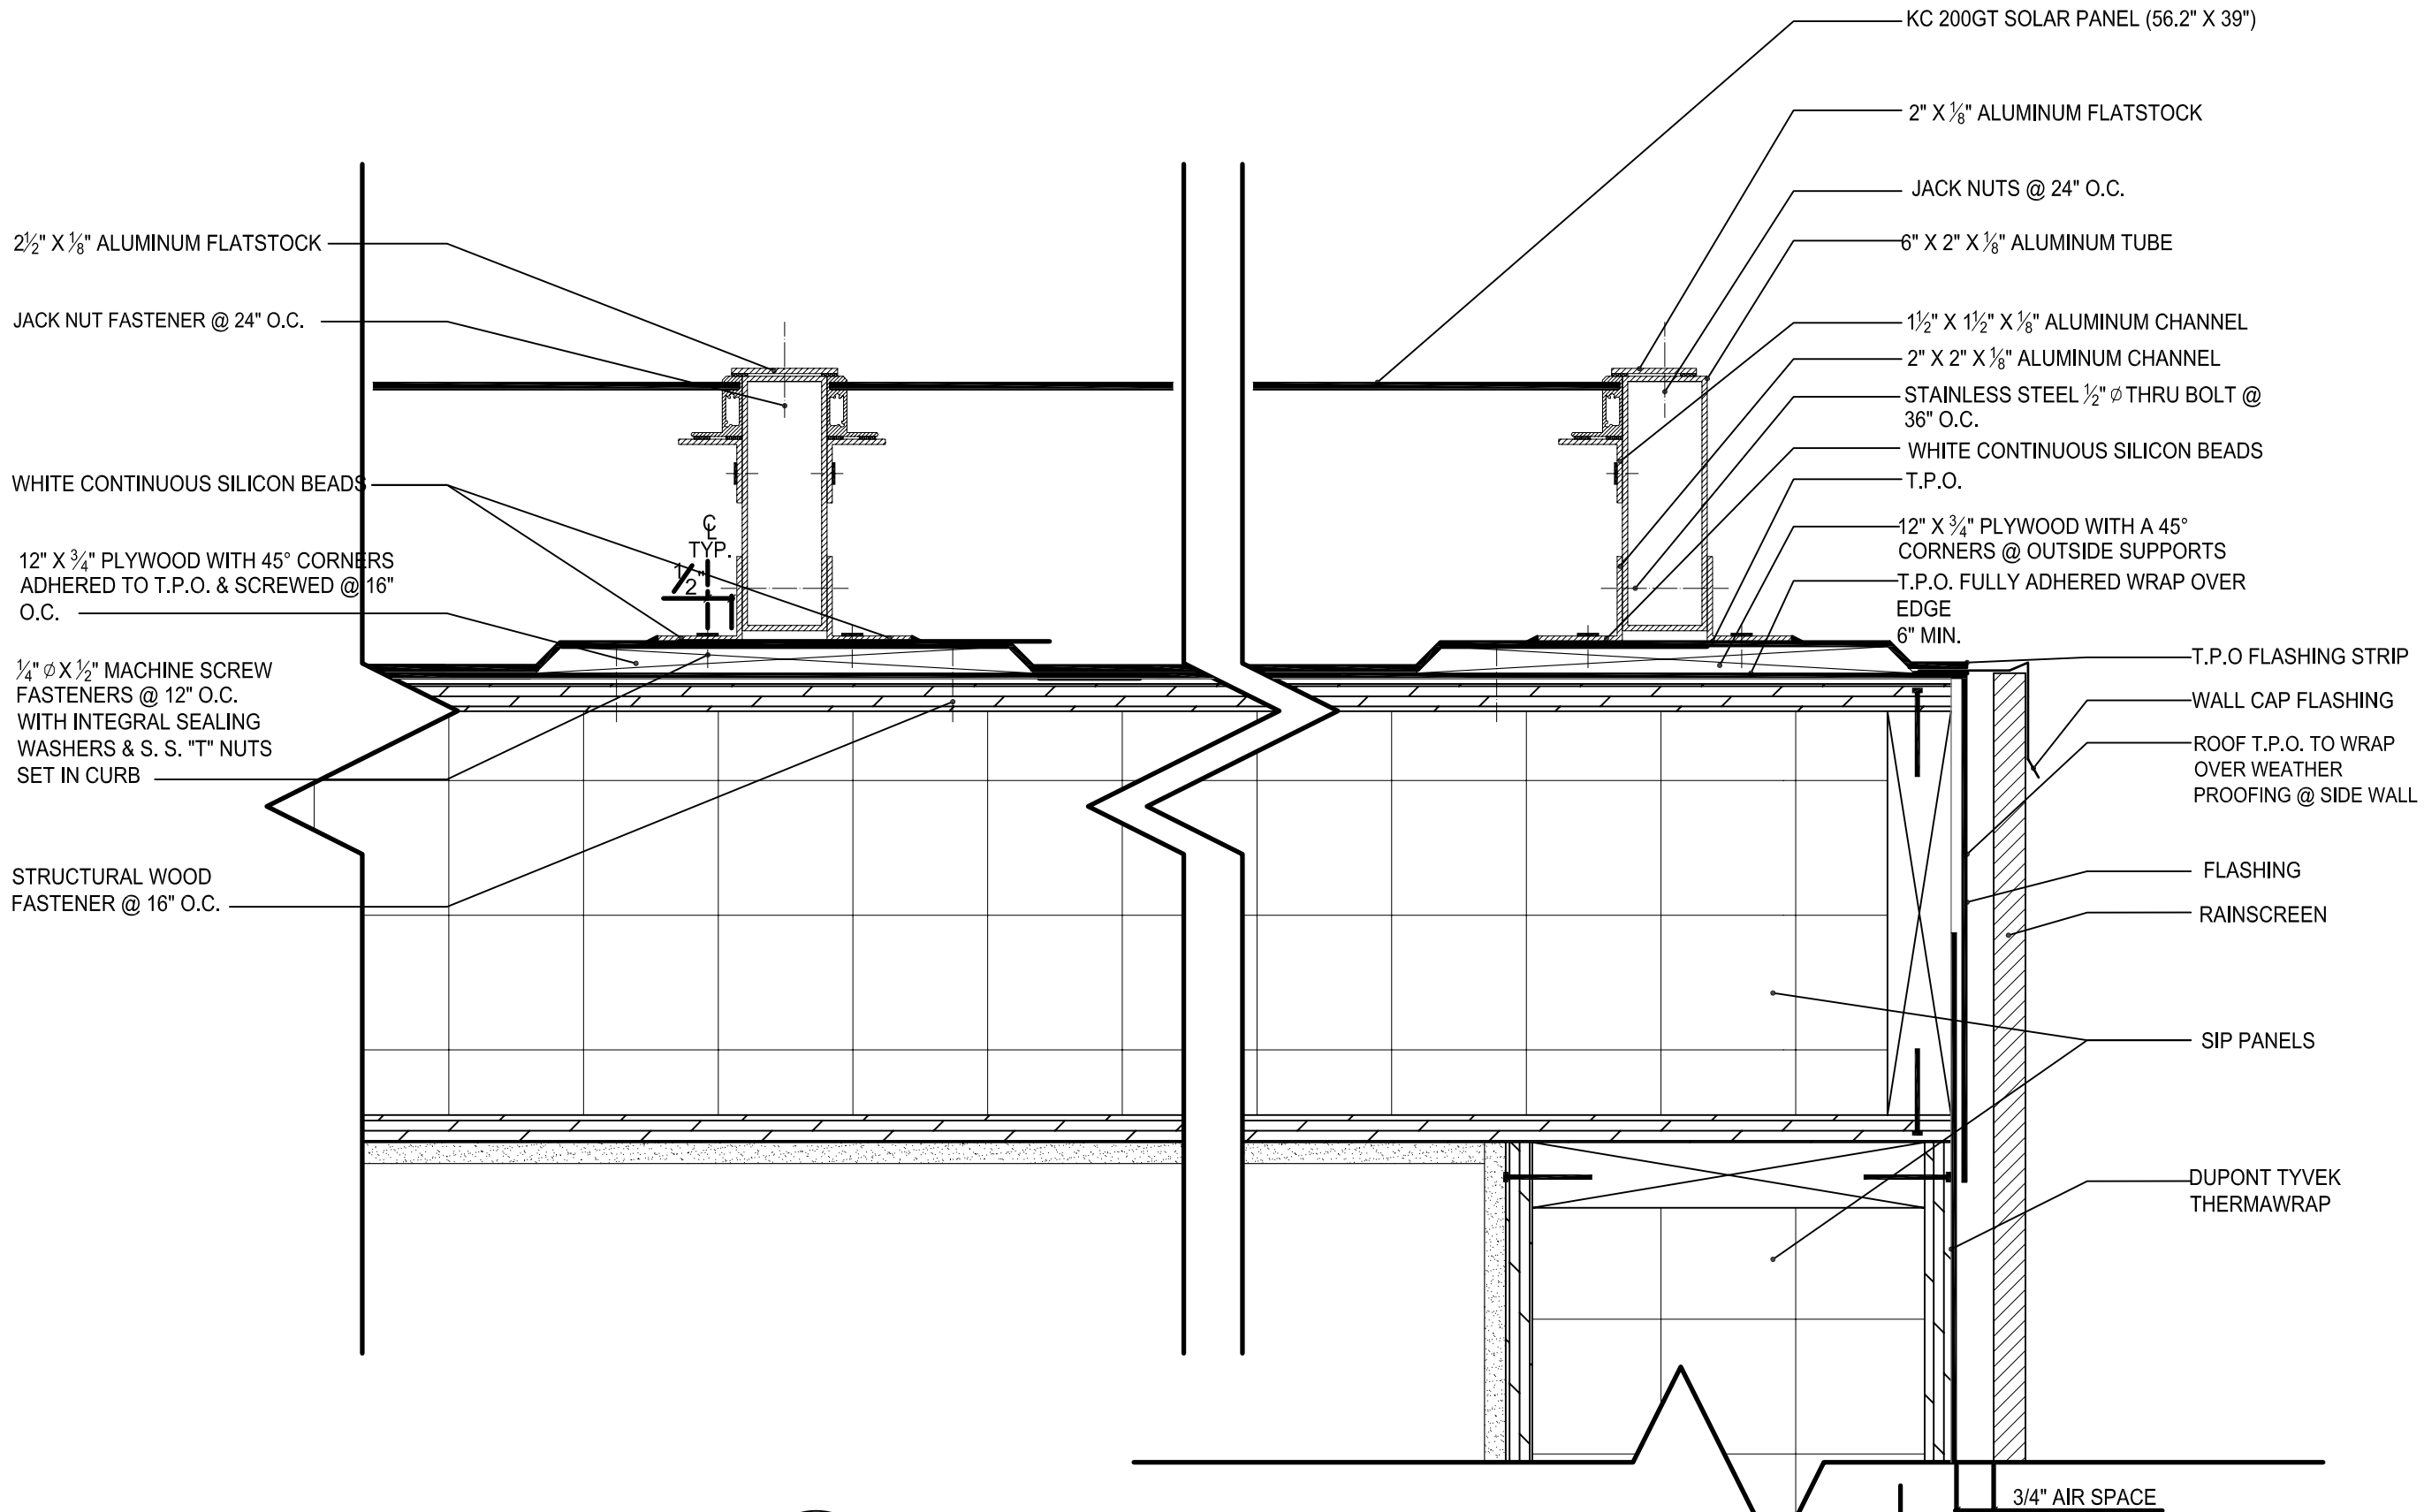 KC 200GT SOLAR PANEL (56.2" X 39")
2" X ⅛" ALUMINUM FLATSTOCK
JACK NUTS @ 24" O.C.
6" X 2" X ⅛" ALUMINUM TUBE
1½" X 1½" X ⅛" ALUMINUM CHANNEL
2" X 2" X ⅛" ALUMINUM CHANNEL
STAINLESS STEEL ½" ⌀ THRU BOLT @
36" O.C.
WHITE CONTINUOUS SILICON BEADS
T.P.O.
12" X ¾" PLYWOOD WITH A 45°
CORNERS @ OUTSIDE SUPPORTS
T.P.O. FULLY ADHERED WRAP OVER
EDGE
6" MIN.
T.P.O FLASHING STRIP
WALL CAP FLASHING
ROOF T.P.O. TO WRAP
OVER WEATHER
PROOFING @ SIDE WALL
FLASHING
RAINSCREEN
SIP PANELS
DUPONT TYVEK
THERMAWRAP
3/4" AIR SPACE
2½" X ⅛" ALUMINUM FLATSTOCK
JACK NUT FASTENER @ 24" O.C.
WHITE CONTINUOUS SILICON BEADS
12" X ¾" PLYWOOD WITH 45° CORNERS
ADHERED TO T.P.O. & SCREWED @ 16"
O.C.
¼" ⌀ X ½" MACHINE SCREW
FASTENERS @ 12" O.C.
WITH INTEGRAL SEALING
WASHERS & S. S. "T" NUTS
SET IN CURB
STRUCTURAL WOOD
FASTENER @ 16" O.C.
℄
TYP.
1/2"